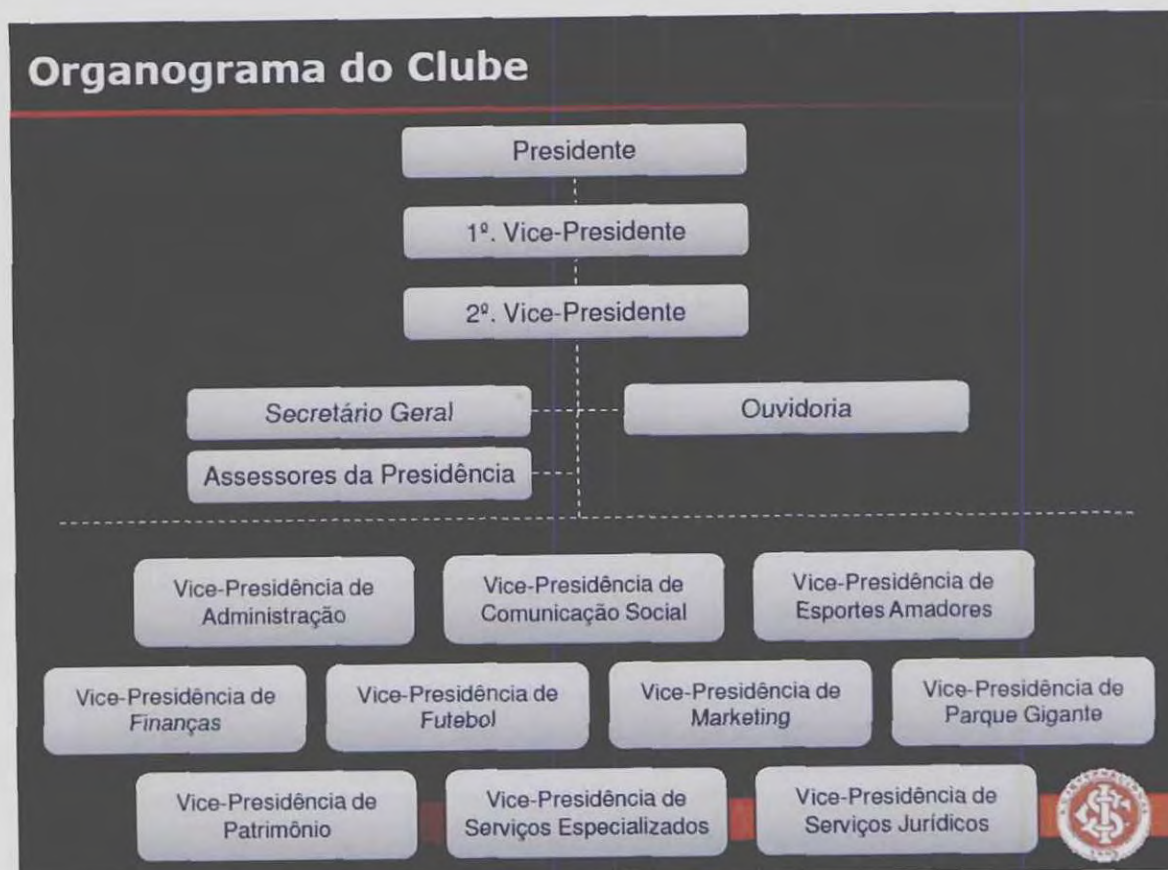 Organograma do Clube
Presidente
1º. Vice-Presidente
2º. Vice-Presidente
Secretário Geral
Ouvidoria
Assessores da Presidência
Vice-Presidência de
Administração
Vice-Presidência de
Comunicação Social
Vice-Presidência de
Esportes Amadores
Vice-Presidência de
Finanças
Vice-Presidência de
Futebol
Vice-Presidência de
Marketing
Vice-Presidência de
Parque Gigante
Vice-Presidência de
Patrimônio
Vice-Presidência de
Serviços Especializados
Vice-Presidência de
Serviços Jurídicos